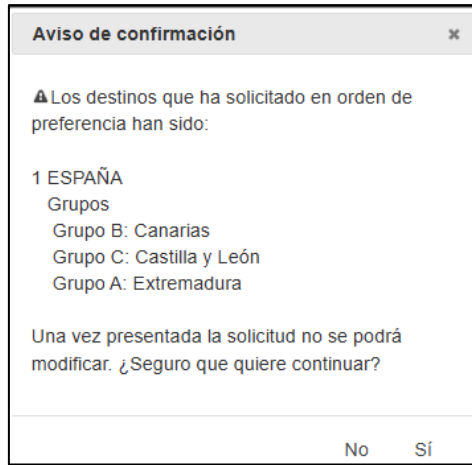 Aviso de confirmación
Los destinos que ha solicitado en orden de
preferencia han sido:
1 ESPAÑA
Grupos
Grupo B: Canarias
Grupo C: Castilla y León
Grupo A: Extremadura
Una vez presentada la solicitud no se podrá
modificar. ¿Seguro que quiere continuar?
No Sí